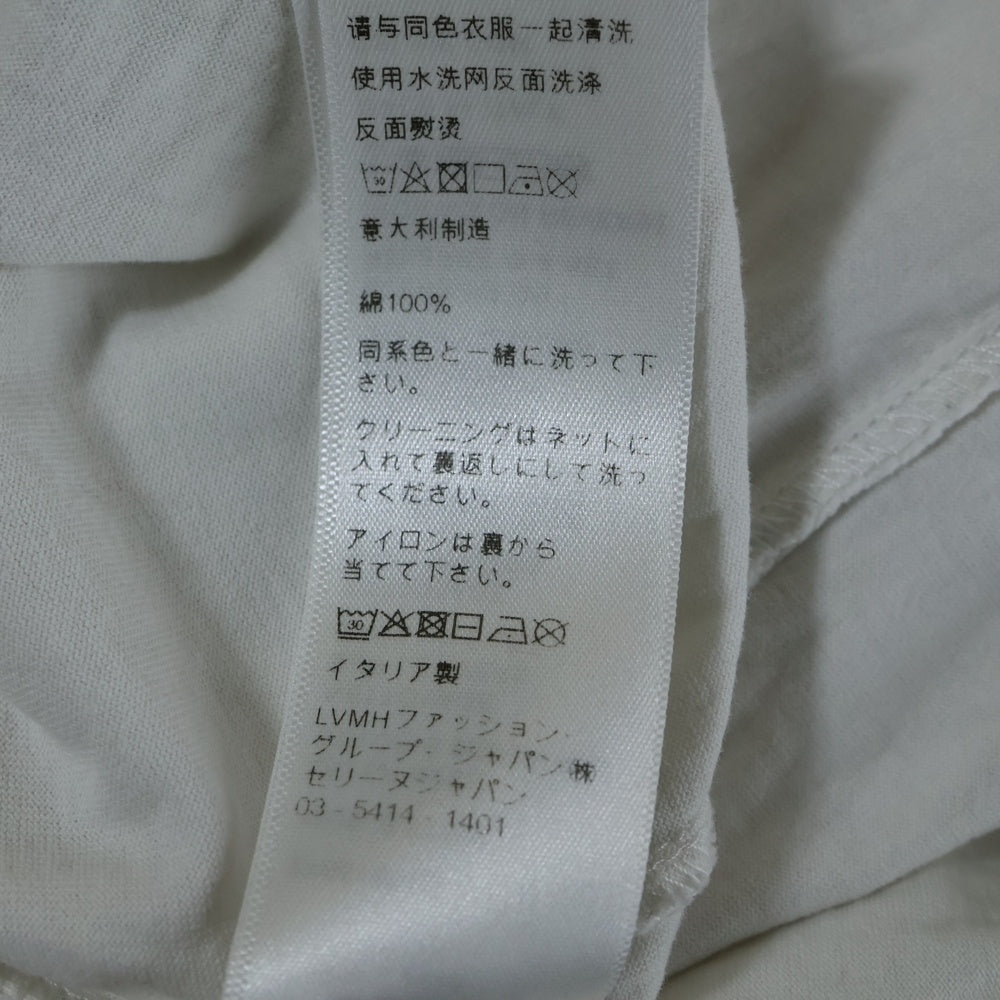 请与同色衣服一起清洗
使用水洗网反面洗涤
反面熨烫
30
意大利制造
綿100%
同系色と一緒に洗って下
さい。
クリーニングはネットに
入れて裏返しにして洗っ
てください。
アイロンは裏から
当てて下さい。
30
イタリア製
LVMHファッション・
グループ・ジャパン㈱
セリーヌジャパン
03-5414-1401